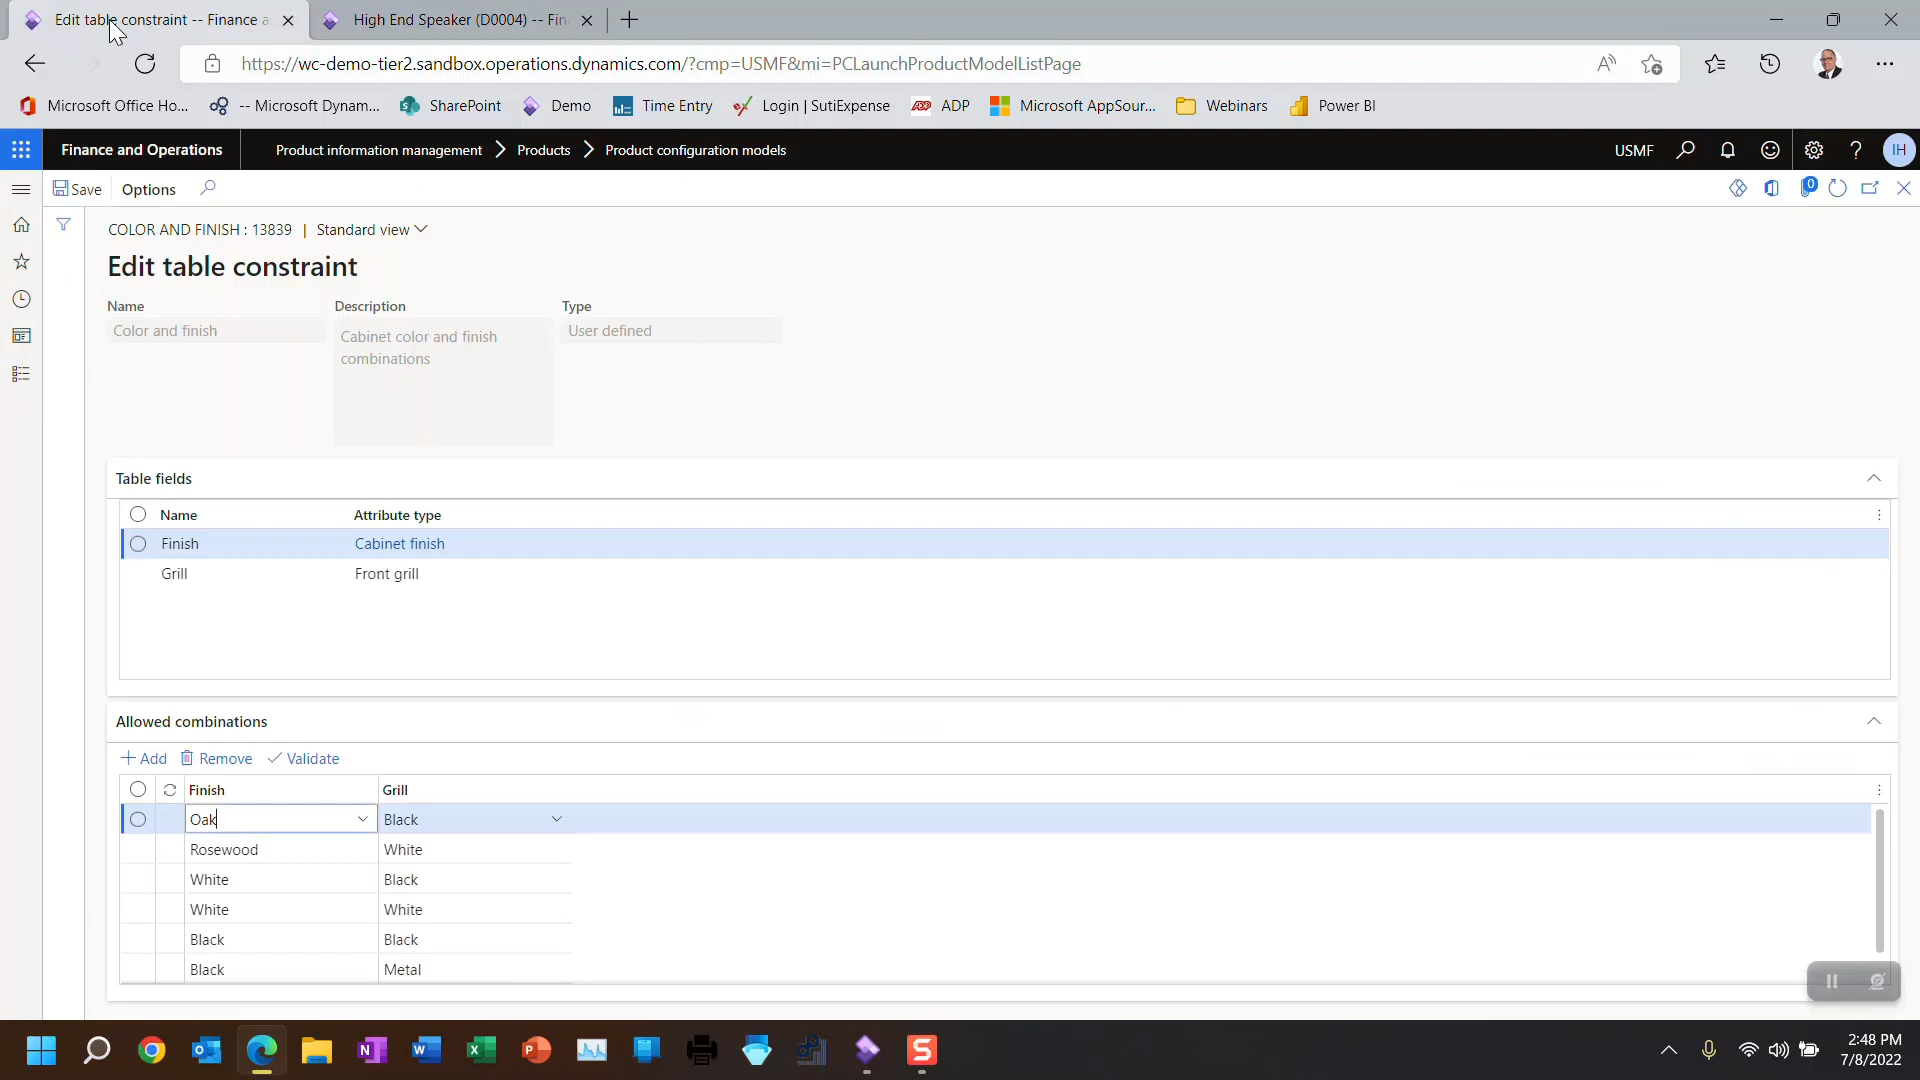 Edit table constraint -- Finance a
High End Speaker (D0004) -- Fin
https://wc-demo-tier2.sandbox.operations.dynamics.com/?cmp=USMF&mi=PCLaunchProductModelListPage
Microsoft Office Ho...
-- Microsoft Dynam...
SharePoint
Demo
Time Entry
Login | SutiExpense
ADP
Microsoft AppSour...
Webinars
Power BI
Finance and Operations
Product information management
Products
Product configuration models
USMF
IH
Save
Options
0
COLOR AND FINISH : 13839 | Standard view
Edit table constraint
Name
Description
Type
Color and finish
Cabinet color and finish
combinations
User defined
Table fields
Name
Attribute type
Finish
Cabinet finish
Grill
Front grill
Allowed combinations
Add
Remove
Validate
Finish
Grill
Oak
Black
Rosewood
White
White
Black
White
White
Black
Black
Black
Metal
2:48 PM
7/8/2022